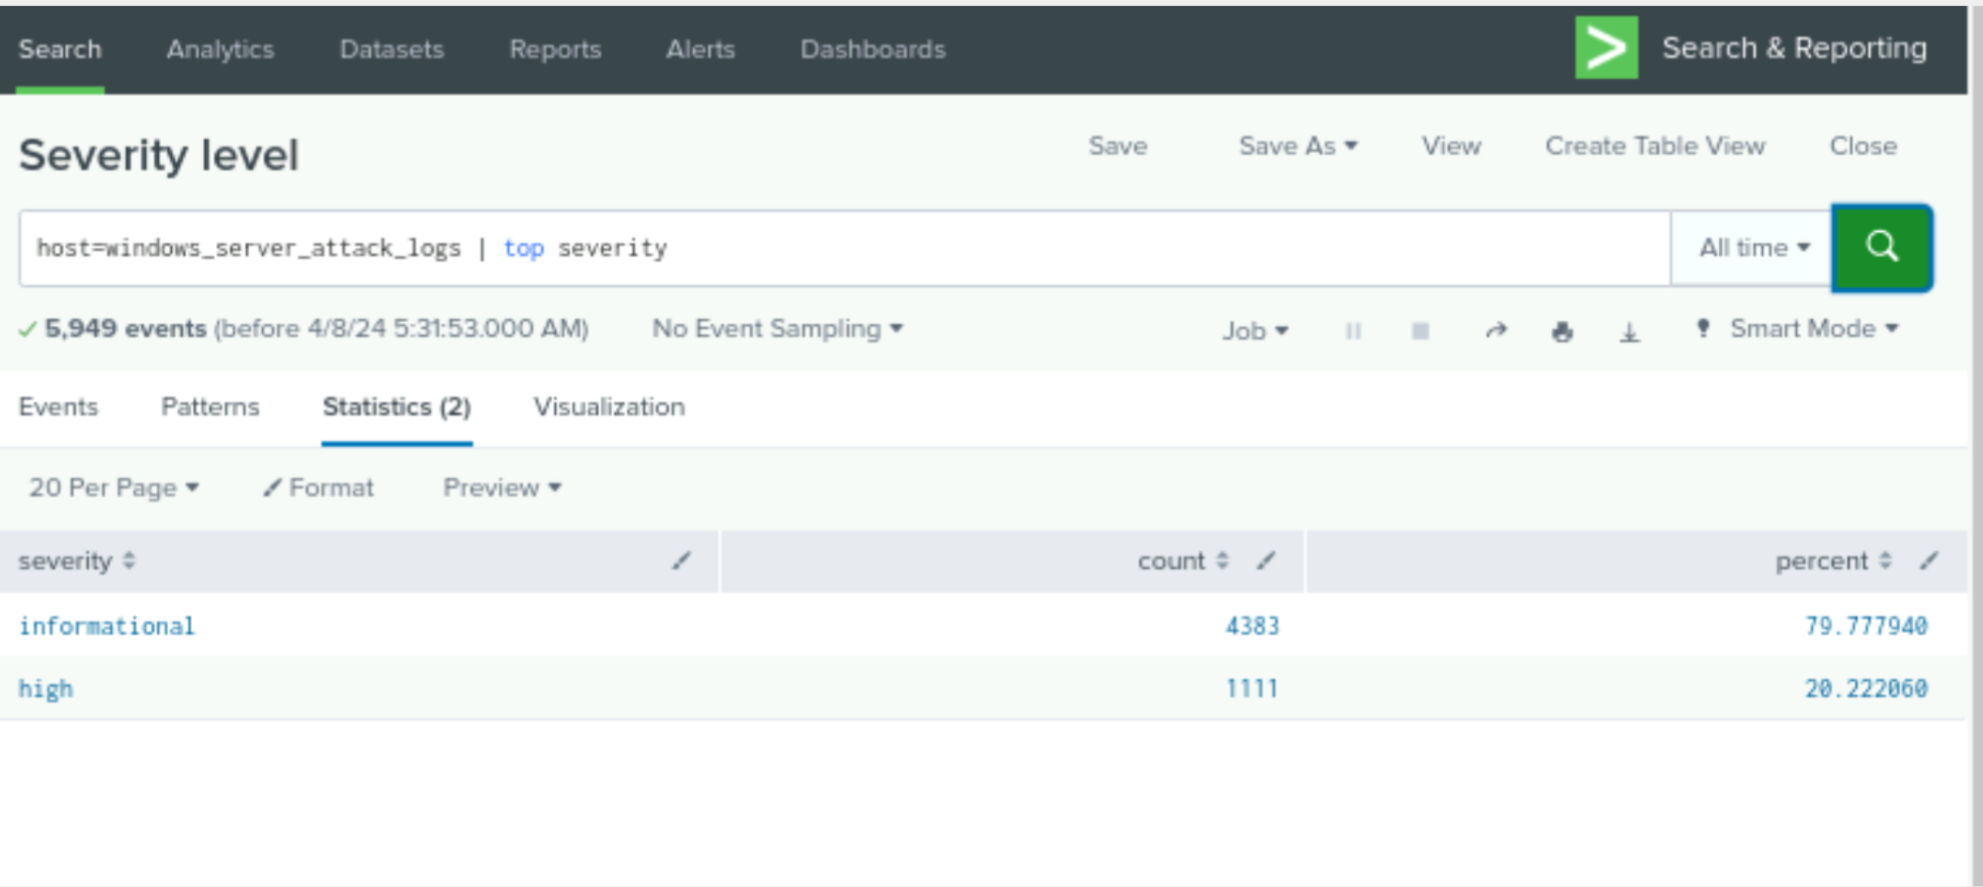 Search Analytics Datasets Reports Alerts Dashboards Search & Reporting
Severity level Save Save As View Create Table View Close
host=windows_server_attack_logs | top severity All time
5,949 events (before 4/8/24 5:31:53.000 AM) No Event Sampling Job Smart Mode
Events Patterns Statistics (2) Visualization
20 Per Page Format Preview
severity count percent
informational 4383 79.777940
high 1111 20.222060